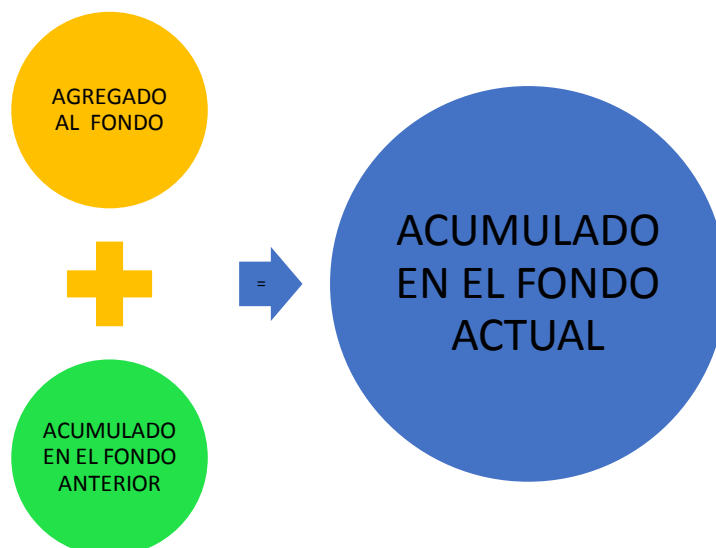 AGREGADO
AL FONDO
ACUMULADO
EN EL FONDO
ANTERIOR
=
ACUMULADO
EN EL FONDO
ACTUAL